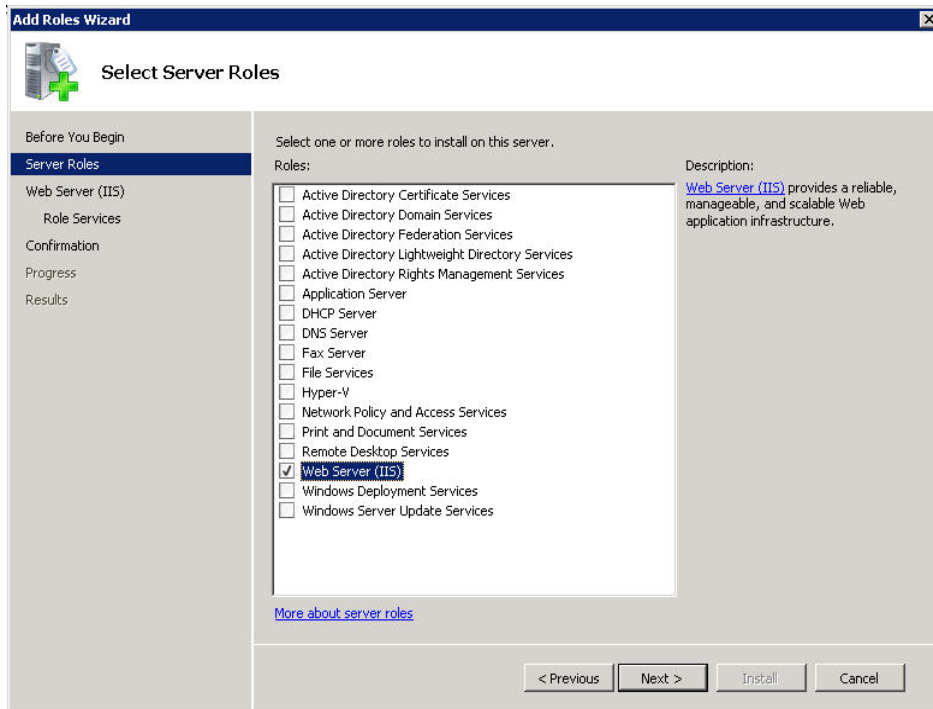 Add Roles Wizard
Select Server Roles
Before You Begin
Server Roles
Web Server (IIS)
Role Services
Confirmation
Progress
Results
Select one or more roles to install on this server.
Roles:
Active Directory Certificate Services
Active Directory Domain Services
Active Directory Federation Services
Active Directory Lightweight Directory Services
Active Directory Rights Management Services
Application Server
DHCP Server
DNS Server
Fax Server
File Services
Hyper-V
Network Policy and Access Services
Print and Document Services
Remote Desktop Services
Web Server (IIS)
Windows Deployment Services
Windows Server Update Services
More about server roles
Description:
Web Server (IIS) provides a reliable,
manageable, and scalable Web
application infrastructure.
< Previous
Next >
Install
Cancel